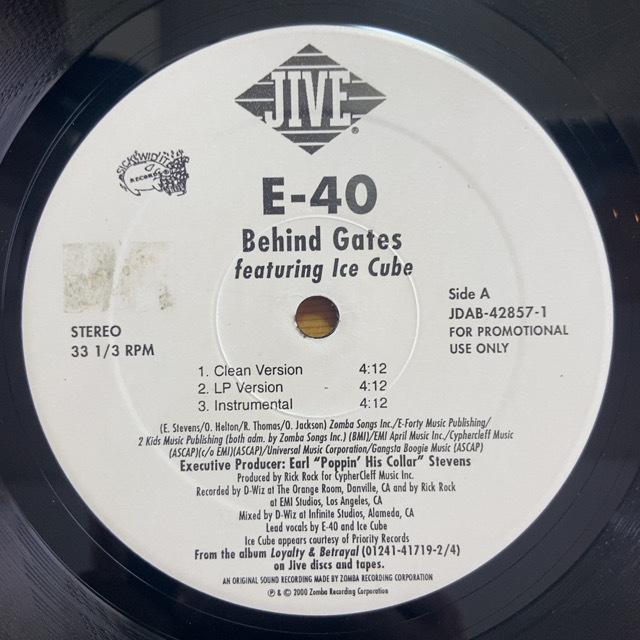 JIVE
®
SICK WID' IT
RECORDS
E-40
Behind Gates
featuring Ice Cube
Side A
JDAB-42857-1
FOR PROMOTIONAL
USE ONLY
STEREO
33 1/3 RPM
1. Clean Version 4:12
2. LP Version 4:12
3. Instrumental 4:12
(E. Stevens/O. Helton/R. Thomas/O. Jackson) Zomba Songs Inc./E-Forty Music Publishing/
2 Kids Music Publishing (both adm. by Zomba Songs Inc.) (BMI)/EMI April Music Inc./Cyphercleff Music
(ASCAP)(c/o EMI)(ASCAP)/Universal Music Corporation/Gangsta Boogie Music (ASCAP)
Executive Producer: Earl "Poppin' His Collar" Stevens
Produced by Rick Rock for CypherCleff Music Inc.
Recorded by D-Wiz at The Orange Room, Danville, CA and by Rick Rock
at EMI Studios, Los Angeles, CA
Mixed by D-Wiz at Infinite Studios, Alameda, CA
Lead vocals by E-40 and Ice Cube
Ice Cube appears courtesy of Priority Records
From the album Loyalty & Betrayal (01241-41719-2/4)
on Jive discs and tapes.
AN ORIGINAL SOUND RECORDING MADE BY ZOMBA RECORDING CORPORATION
℗ & © 2000 Zomba Recording Corporation